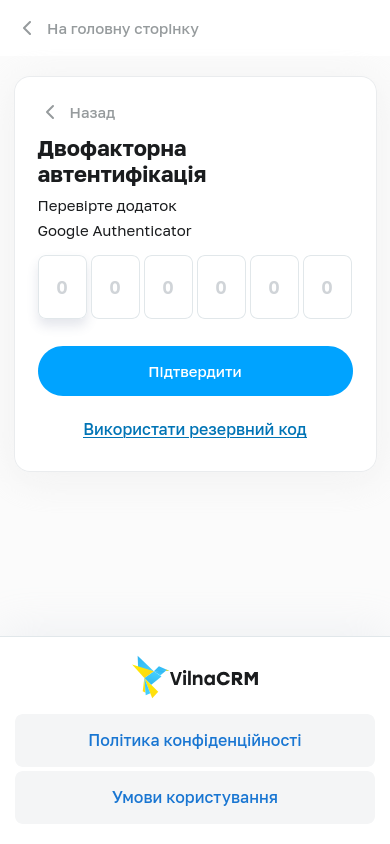 На головну сторінку
Назад
Двофакторна
автентифікація
Перевірте додаток
Google Authenticator
0 0 0 0 0 0
Підтвердити
Використати резервний код
VilnaCRM
Політика конфіденційності
Умови користування